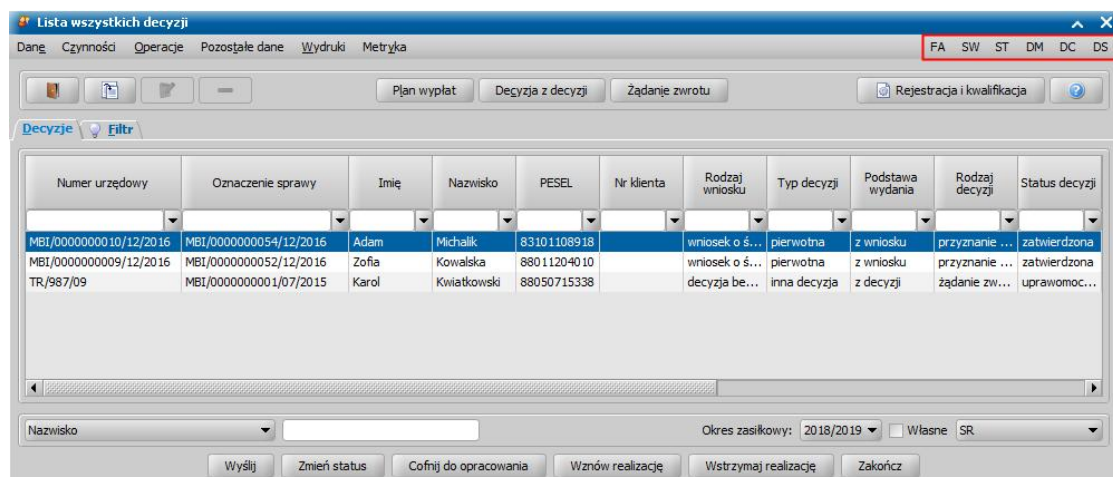 Lista wszystkich decyzji
Dane Czynności Operacje Pozostałe dane Wydruki Metryka FA SW ST DM DC DS
Plan wypłat Decyzja z decyzji Żądanie zwrotu Rejestracja i kwalifikacja ?
Decyzje Filtr
Numer urzędowy Oznaczenie sprawy Imię Nazwisko PESEL Nr klienta Rodzaj wniosku Typ decyzji Podstawa wydania Rodzaj decyzji Status decyzji
MBI/0000000010/12/2016 MBI/0000000054/12/2016 Adam Michalik 83101108918 wniosek o ś... pierwotna z wniosku przyznanie ... zatwierdzona
MBI/0000000009/12/2016 MBI/0000000052/12/2016 Zofia Kowalska 88011204010 wniosek o ś... pierwotna z wniosku przyznanie ... zatwierdzona
TR/987/09 MBI/0000000001/07/2015 Karol Kwiatkowski 88050715338 decyzja be... inna decyzja z decyzji żądanie zw... uprawomoc...
Nazwisko Okres zasiłkowy: 2018/2019 Własne SR
Wyślij Zmień status Cofnij do opracowania Wznów realizację Wstrzymaj realizację Zakończ